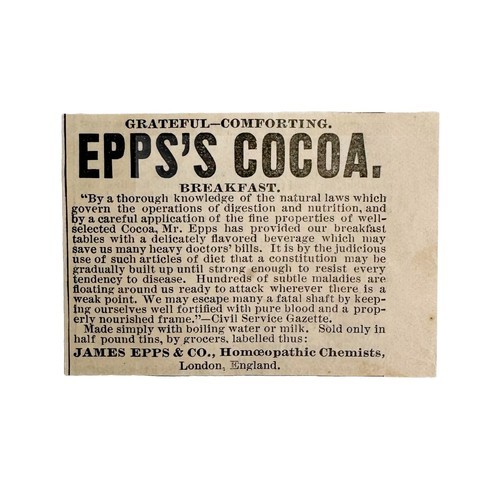 GRATEFUL—COMFORTING.
EPPS'S COCOA.
BREAKFAST.
"By a thorough knowledge of the natural laws which
govern the operations of digestion and nutrition, and
by a careful application of the fine properties of well-
selected Cocoa, Mr. Epps has provided our breakfast
tables with a delicately flavored beverage which may
save us many heavy doctors' bills. It is by the judicious
use of such articles of diet that a constitution may be
gradually built up until strong enough to resist every
tendency to disease. Hundreds of subtle maladies are
floating around us ready to attack wherever there is a
weak point. We may escape many a fatal shaft by keep-
ing ourselves well fortified with pure blood and a prop-
erly nourished frame."—Civil Service Gazette.
Made simply with boiling water or milk. Sold only in
half pound tins, by grocers, labelled thus:
JAMES EPPS & CO., Homœopathic Chemists,
London, England.